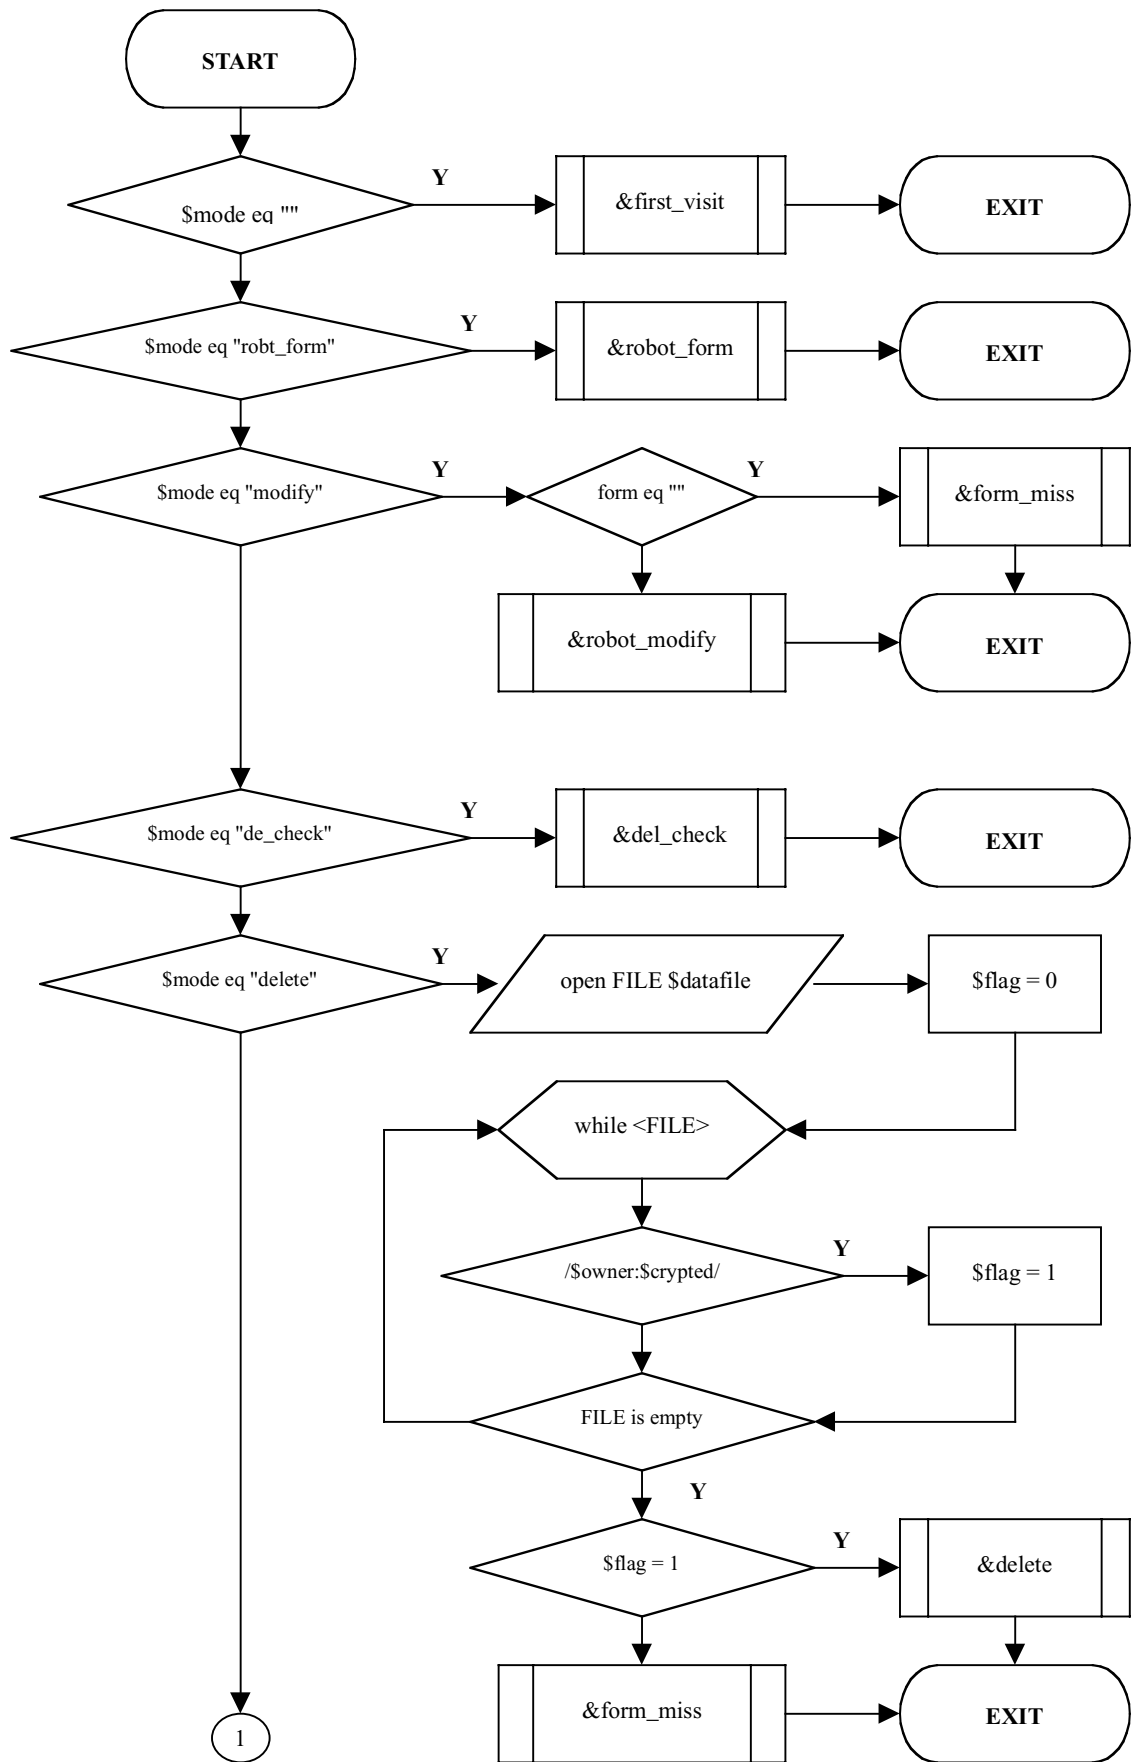 START
Y
$mode eq ""
&first_visit
EXIT
Y
$mode eq "robt_form"
&robot_form
EXIT
Y
$mode eq "modify"
form eq ""
Y
&form_miss
&robot_modify
EXIT
Y
$mode eq "de_check"
&del_check
EXIT
Y
$mode eq "delete"
open FILE $datafile
$flag = 0
while <FILE>
Y
/$owner:$crypted/
$flag = 1
FILE is empty
Y
Y
$flag = 1
&delete
&form_miss
EXIT
1